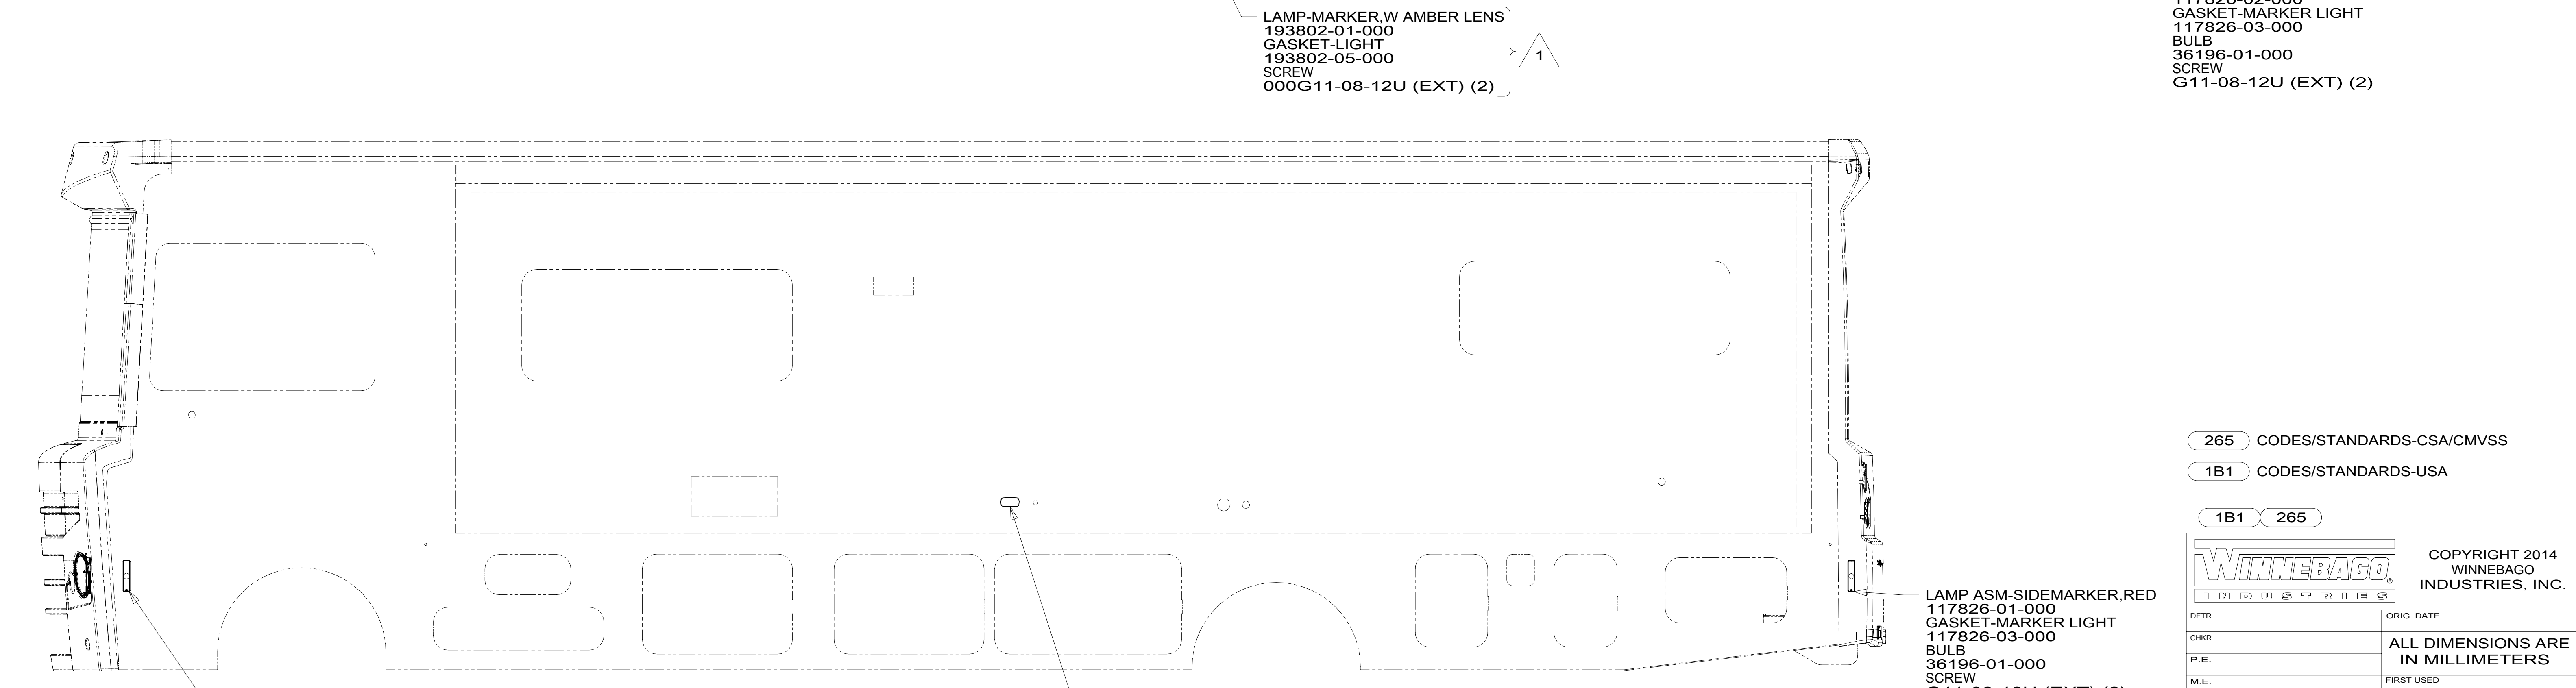 LAMP-MARKER,W AMBER LENS
193802-01-000
GASKET-LIGHT
193802-05-000
SCREW
000G11-08-12U (EXT) (2)
1
117826-02-000
GASKET-MARKER LIGHT
117826-03-000
BULB
36196-01-000
SCREW
G11-08-12U (EXT) (2)
265 CODES/STANDARDS-CSA/CMVSS
1B1 CODES/STANDARDS-USA
1B1 265
LAMP ASM-SIDEMARKER,RED
117826-01-000
GASKET-MARKER LIGHT
117826-03-000
BULB
36196-01-000
SCREW
WINNEBAGO®
INDUSTRIES
COPYRIGHT 2014
WINNEBAGO
INDUSTRIES, INC.
DFTR
ORIG. DATE
CHKR
ALL DIMENSIONS ARE
IN MILLIMETERS
P.E.
M.E.
FIRST USED